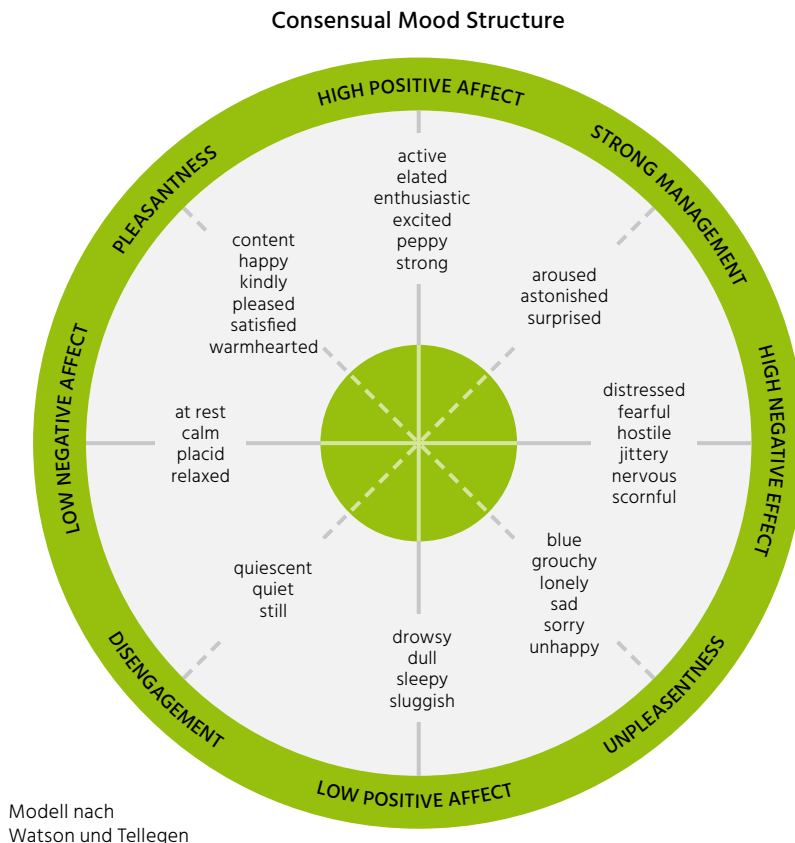 Consensual Mood Structure
HIGH POSITIVE AFFECT
STRONG MANAGEMENT
HIGH NEGATIVE EFFECT
UNPLEASENTNESS
LOW POSITIVE AFFECT
DISENGAGEMENT
LOW NEGATIVE AFFECT
PLEASANTNESS
active
elated
enthusiastic
excited
peppy
strong
aroused
astonished
surprised
distressed
fearful
hostile
jittery
nervous
scornful
blue
grouchy
lonely
sad
sorry
unhappy
drowsy
dull
sleepy
sluggish
quiescent
quiet
still
at rest
calm
placid
relaxed
content
happy
kindly
pleased
satisfied
warmhearted
Modell nach
Watson und Tellegen